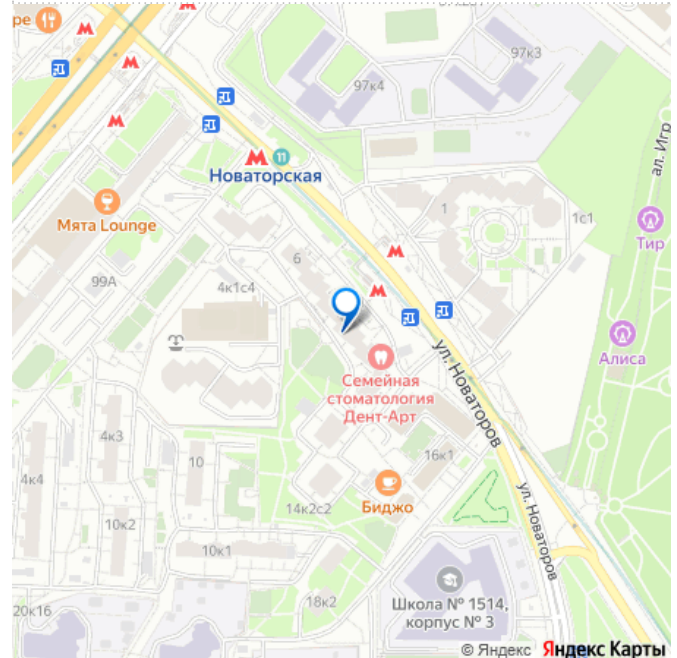 ре
97к3
97к4
М
М
М
М 11
Новаторская
ал. Игр
Мята Lounge
1
1с1
Тир
6
М
99А
4к1с4
М
Алиса
Семейная
стоматология
Дент-Арт
ул. Новаторов
4к3
10
16к1
4к4
Биджо
14к2с2
ул. Новаторов
10к2
10к1
18к2
Школа № 1514,
корпус № 3
20к16
© Яндекс Яндекс Карты